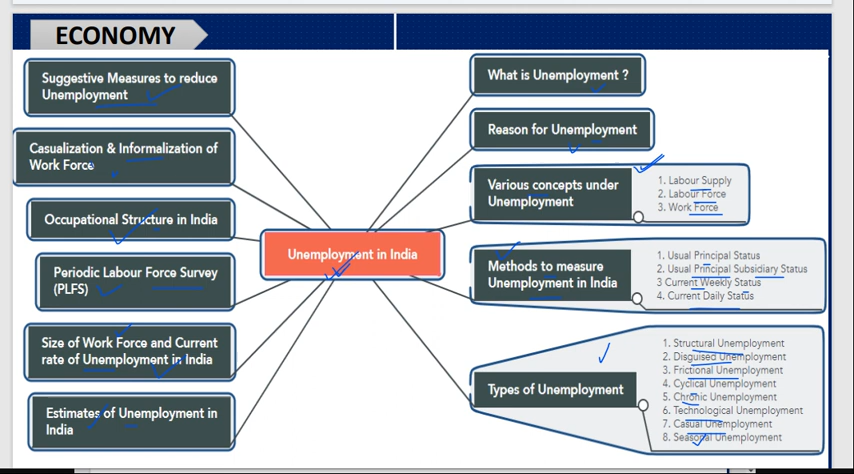 ECONOMY
Suggestive Measures to reduce
Unemployment
Casualization & Informalization of
Work Force
Occupational Structure in India
Periodic Labour Force Survey
(PLFS)
Size of Work Force and Current
rate of Unemployment in India
Estimates of Unemployment in
India
Unemployment in India
What is Unemployment ?
Reason for Unemployment
Various concepts under
Unemployment
1. Labour Supply
2. Labour Force
3. Work Force
Methods to measure
Unemployment in India
1. Usual Principal Status
2. Usual Principal Subsidiary Status
3 Current Weekly Status
4. Current Daily Status
Types of Unemployment
1. Structural Unemployment
2. Disguised Unemployment
3. Frictional Unemployment
4. Cyclical Unemployment
5. Chronic Unemployment
6. Technological Unemployment
7. Casual Unemployment
8. Seasonal Unemployment